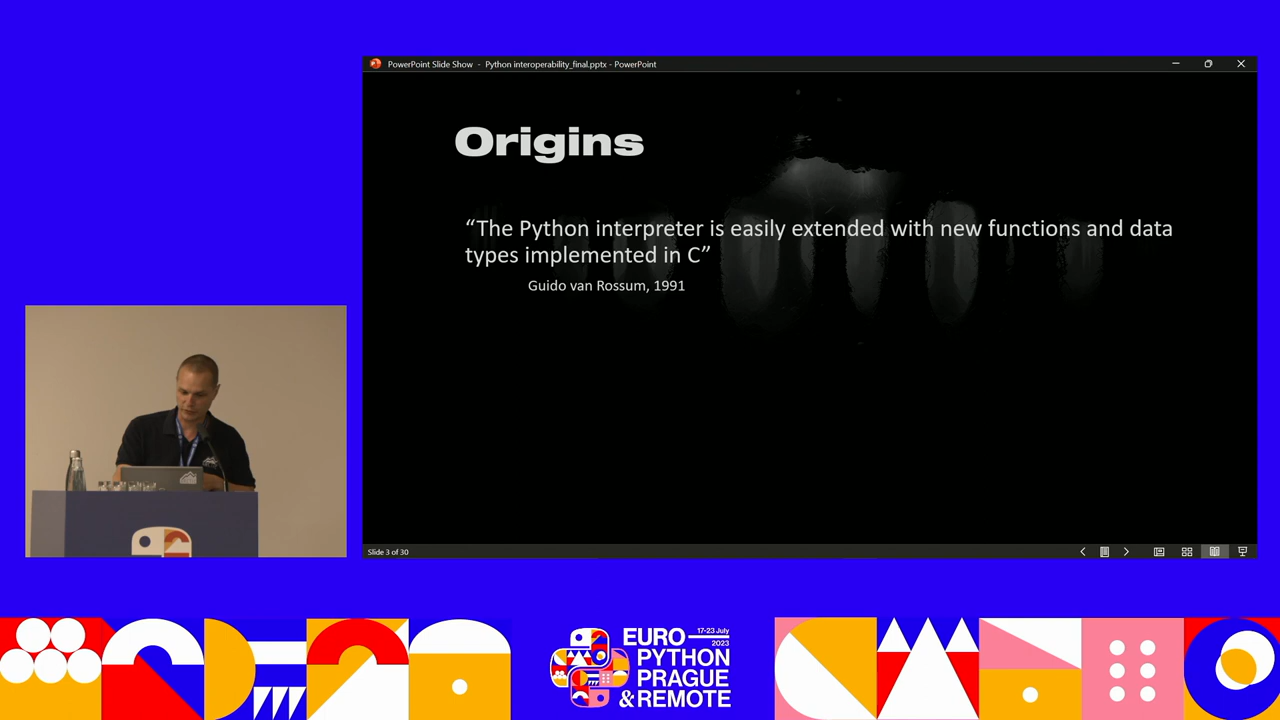 PowerPoint Slide Show - Python interoperability_final.pptx - PowerPoint
Origins
“The Python interpreter is easily extended with new functions and data
types implemented in C”
Guido van Rossum, 1991
Slide 3 of 30
EURO
17-23 July
2023
PYTHON
PRAGUE
& REMOTE